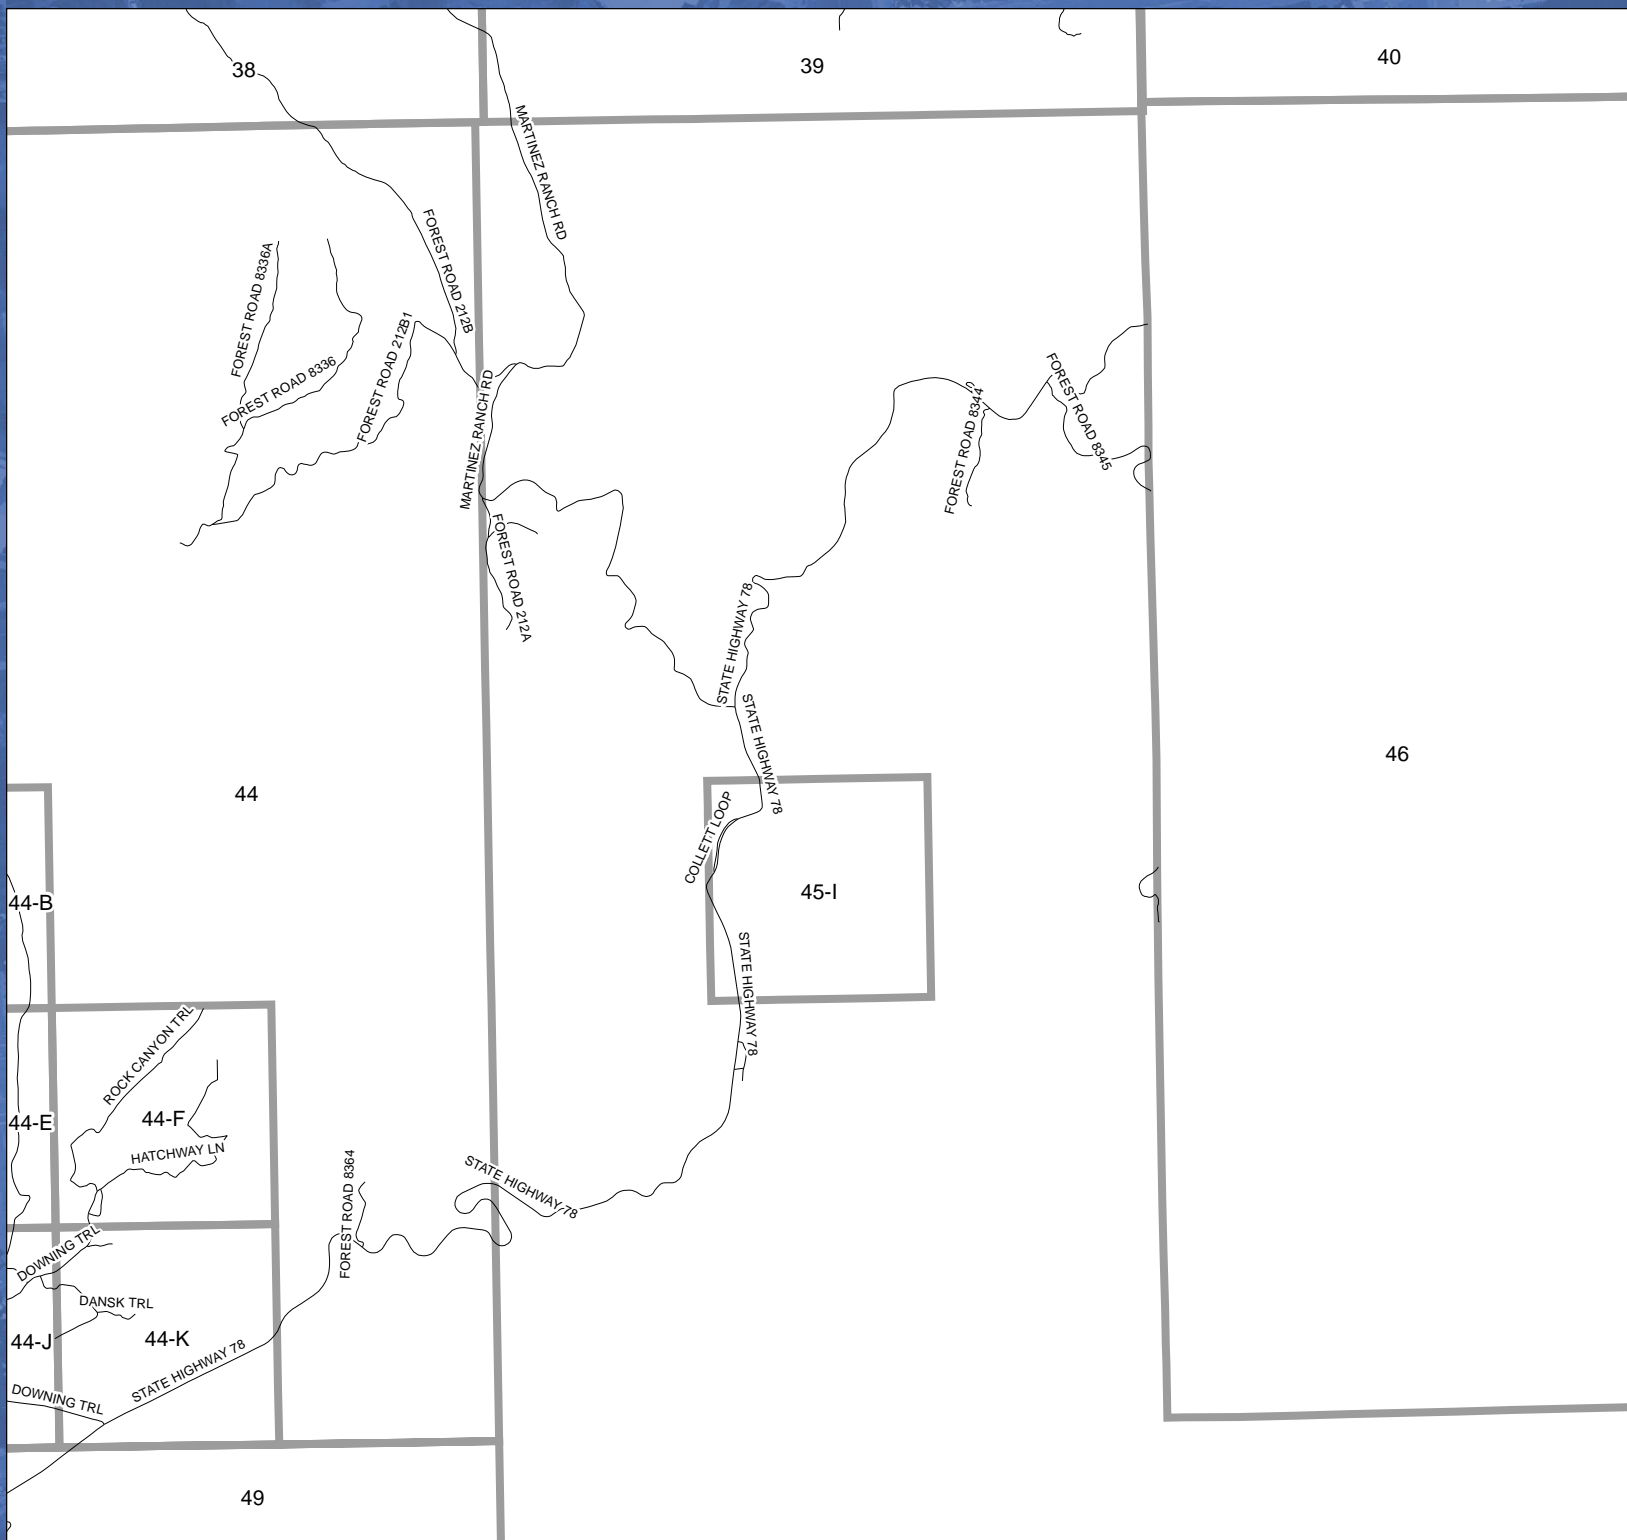 38
39
40
MARTINEZ RANCH RD
FOREST ROAD 212B
FOREST ROAD 8336A
FOREST ROAD 212B1
FOREST ROAD 8336
MARTINEZ RANCH RD
FOREST ROAD 8345
FOREST ROAD 8344
FOREST ROAD 212A
STATE HIGHWAY 78
STATE HIGHWAY 78
46
44
COLLETT LOOP
45-I
44-B
STATE HIGHWAY 78
ROCK CANYON TRL
44-F
44-E
HATCHWAY LN
FOREST ROAD 8364
STATE HIGHWAY 78
DOWNING TRL
DANSK TRL
44-J
44-K
STATE HIGHWAY 78
DOWNING TRL
49